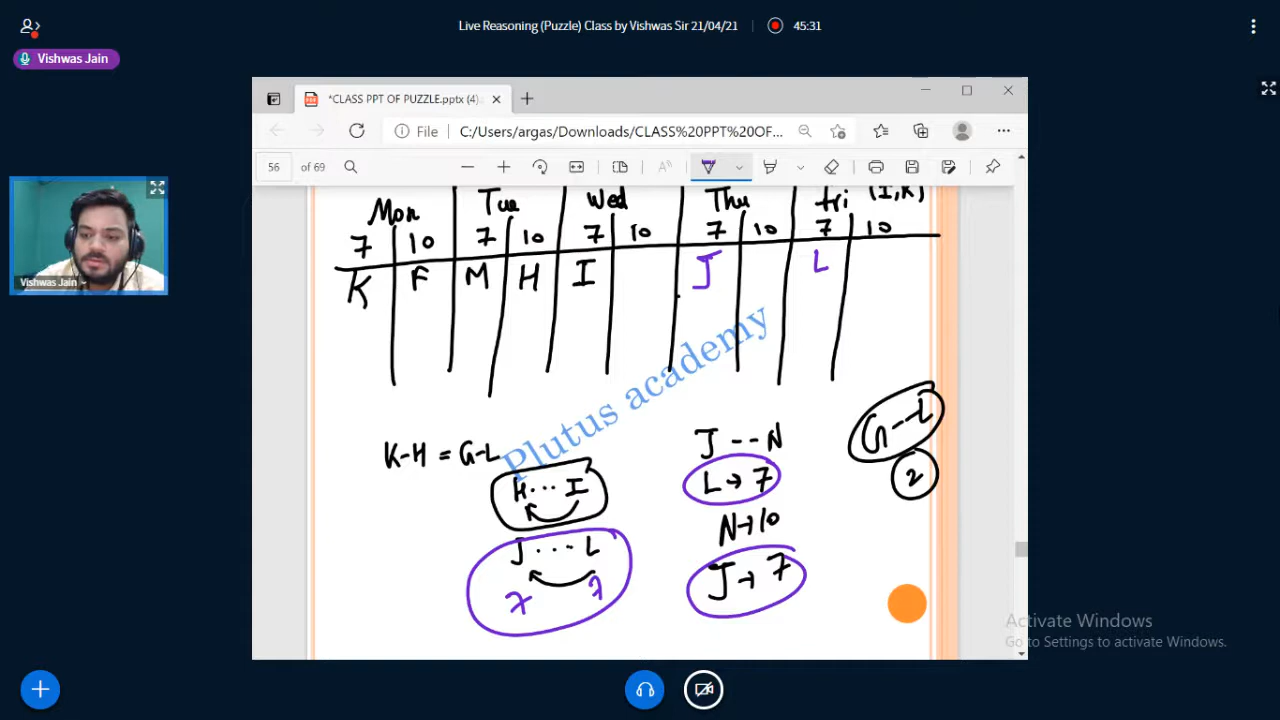 Live Reasoning (Puzzle) Class by Vishwas Sir 21/04/21
45:31
Vishwas Jain
*CLASS PPT OF PUZZLE.pptx (4).
File C:/Users/argas/Downloads/CLASS%20PPT%20OF...
56 of 69
Mon Tue Wed Thu fri (I,K)
7 10 7 10 7 10 7 10 7 10
K F M H I J L
Vishwas Jain
Plutus academy
K-H = G-L
H... I
J... L
7 7
J -- N
L → 7
N → 10
J → 7
G -- L
2
Activate Windows
Go to Settings to activate Windows.